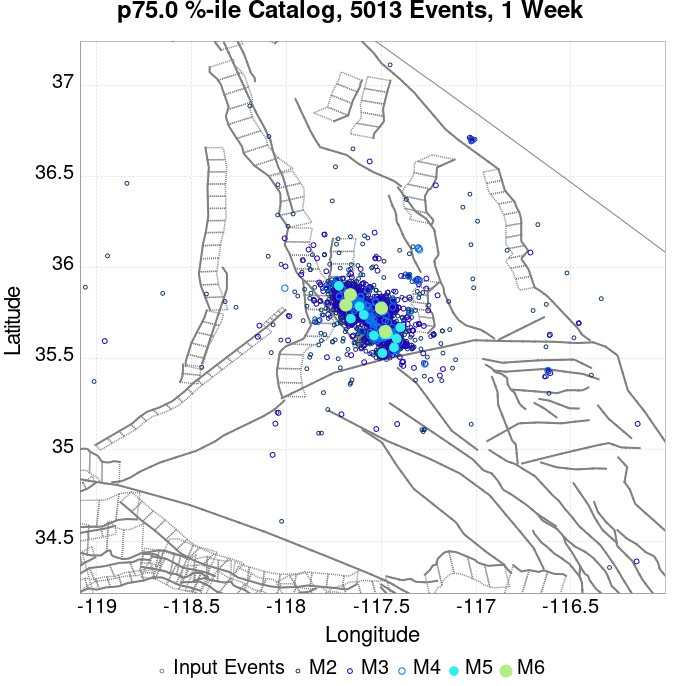 p75.0 %-ile Catalog, 5013 Events, 1 Week
37
36.5
36
35.5
35
34.5
Latitude
-119 -118.5 -118 -117.5 -117 -116.5
Longitude
Input Events M2 M3 M4 M5 M6